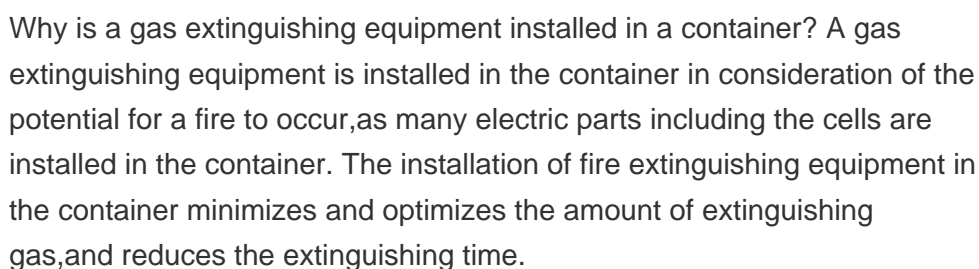 Why is a gas extinguishing equipment installed in a container? A gas
extinguishing equipment is installed in the container in consideration of the
potential for a fire to occur,as many electric parts including the cells are
installed in the container. The installation of fire extinguishing equipment in
the container minimizes and optimizes the amount of extinguishing
gas,and reduces the extinguishing time.